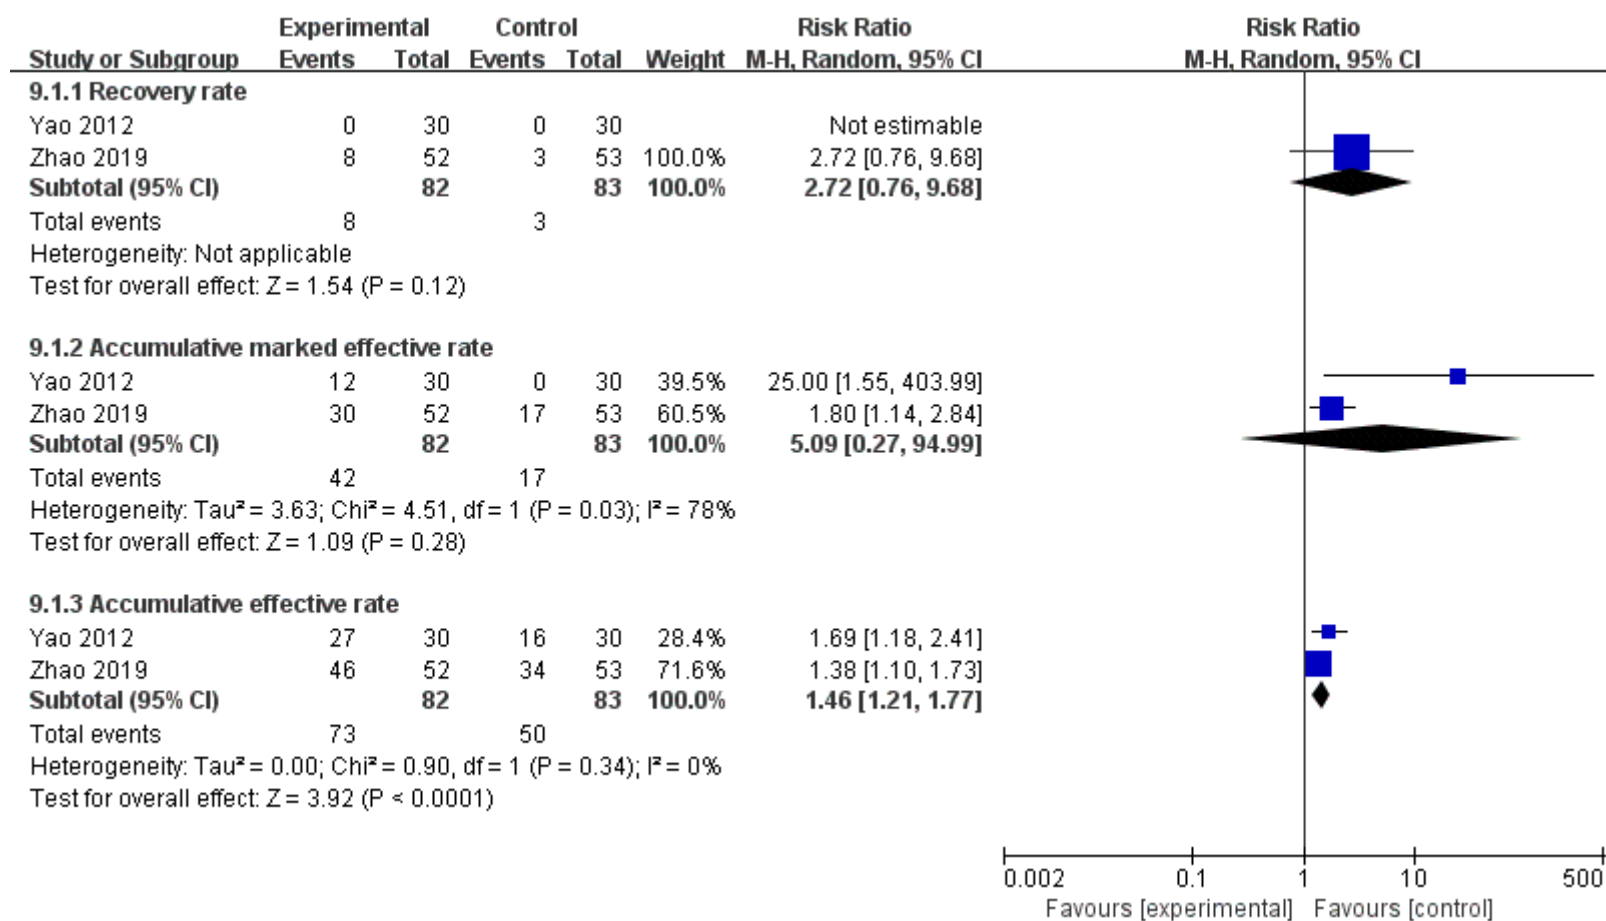 Experimental Control Risk Ratio Risk Ratio
Study or Subgroup Events Total Events Total Weight M-H, Random, 95% CI M-H, Random, 95% CI
9.1.1 Recovery rate
Yao 2012 0 30 0 30 Not estimable
Zhao 2019 8 52 3 53 100.0% 2.72 [0.76, 9.68]
Subtotal (95% CI) 82 83 100.0% 2.72 [0.76, 9.68]
Total events 8 3
Heterogeneity: Not applicable
Test for overall effect: Z = 1.54 (P = 0.12)
9.1.2 Accumulative marked effective rate
Yao 2012 12 30 0 30 39.5% 25.00 [1.55, 403.99]
Zhao 2019 30 52 17 53 60.5% 1.80 [1.14, 2.84]
Subtotal (95% CI) 82 83 100.0% 5.09 [0.27, 94.99]
Total events 42 17
Heterogeneity: Tau² = 3.63; Chi² = 4.51, df = 1 (P = 0.03); I² = 78%
Test for overall effect: Z = 1.09 (P = 0.28)
9.1.3 Accumulative effective rate
Yao 2012 27 30 16 30 28.4% 1.69 [1.18, 2.41]
Zhao 2019 46 52 34 53 71.6% 1.38 [1.10, 1.73]
Subtotal (95% CI) 82 83 100.0% 1.46 [1.21, 1.77]
Total events 73 50
Heterogeneity: Tau² = 0.00; Chi² = 0.90, df = 1 (P = 0.34); I² = 0%
Test for overall effect: Z = 3.92 (P < 0.0001)
0.002 0.1 1 10 500
Favours [experimental] Favours [control]